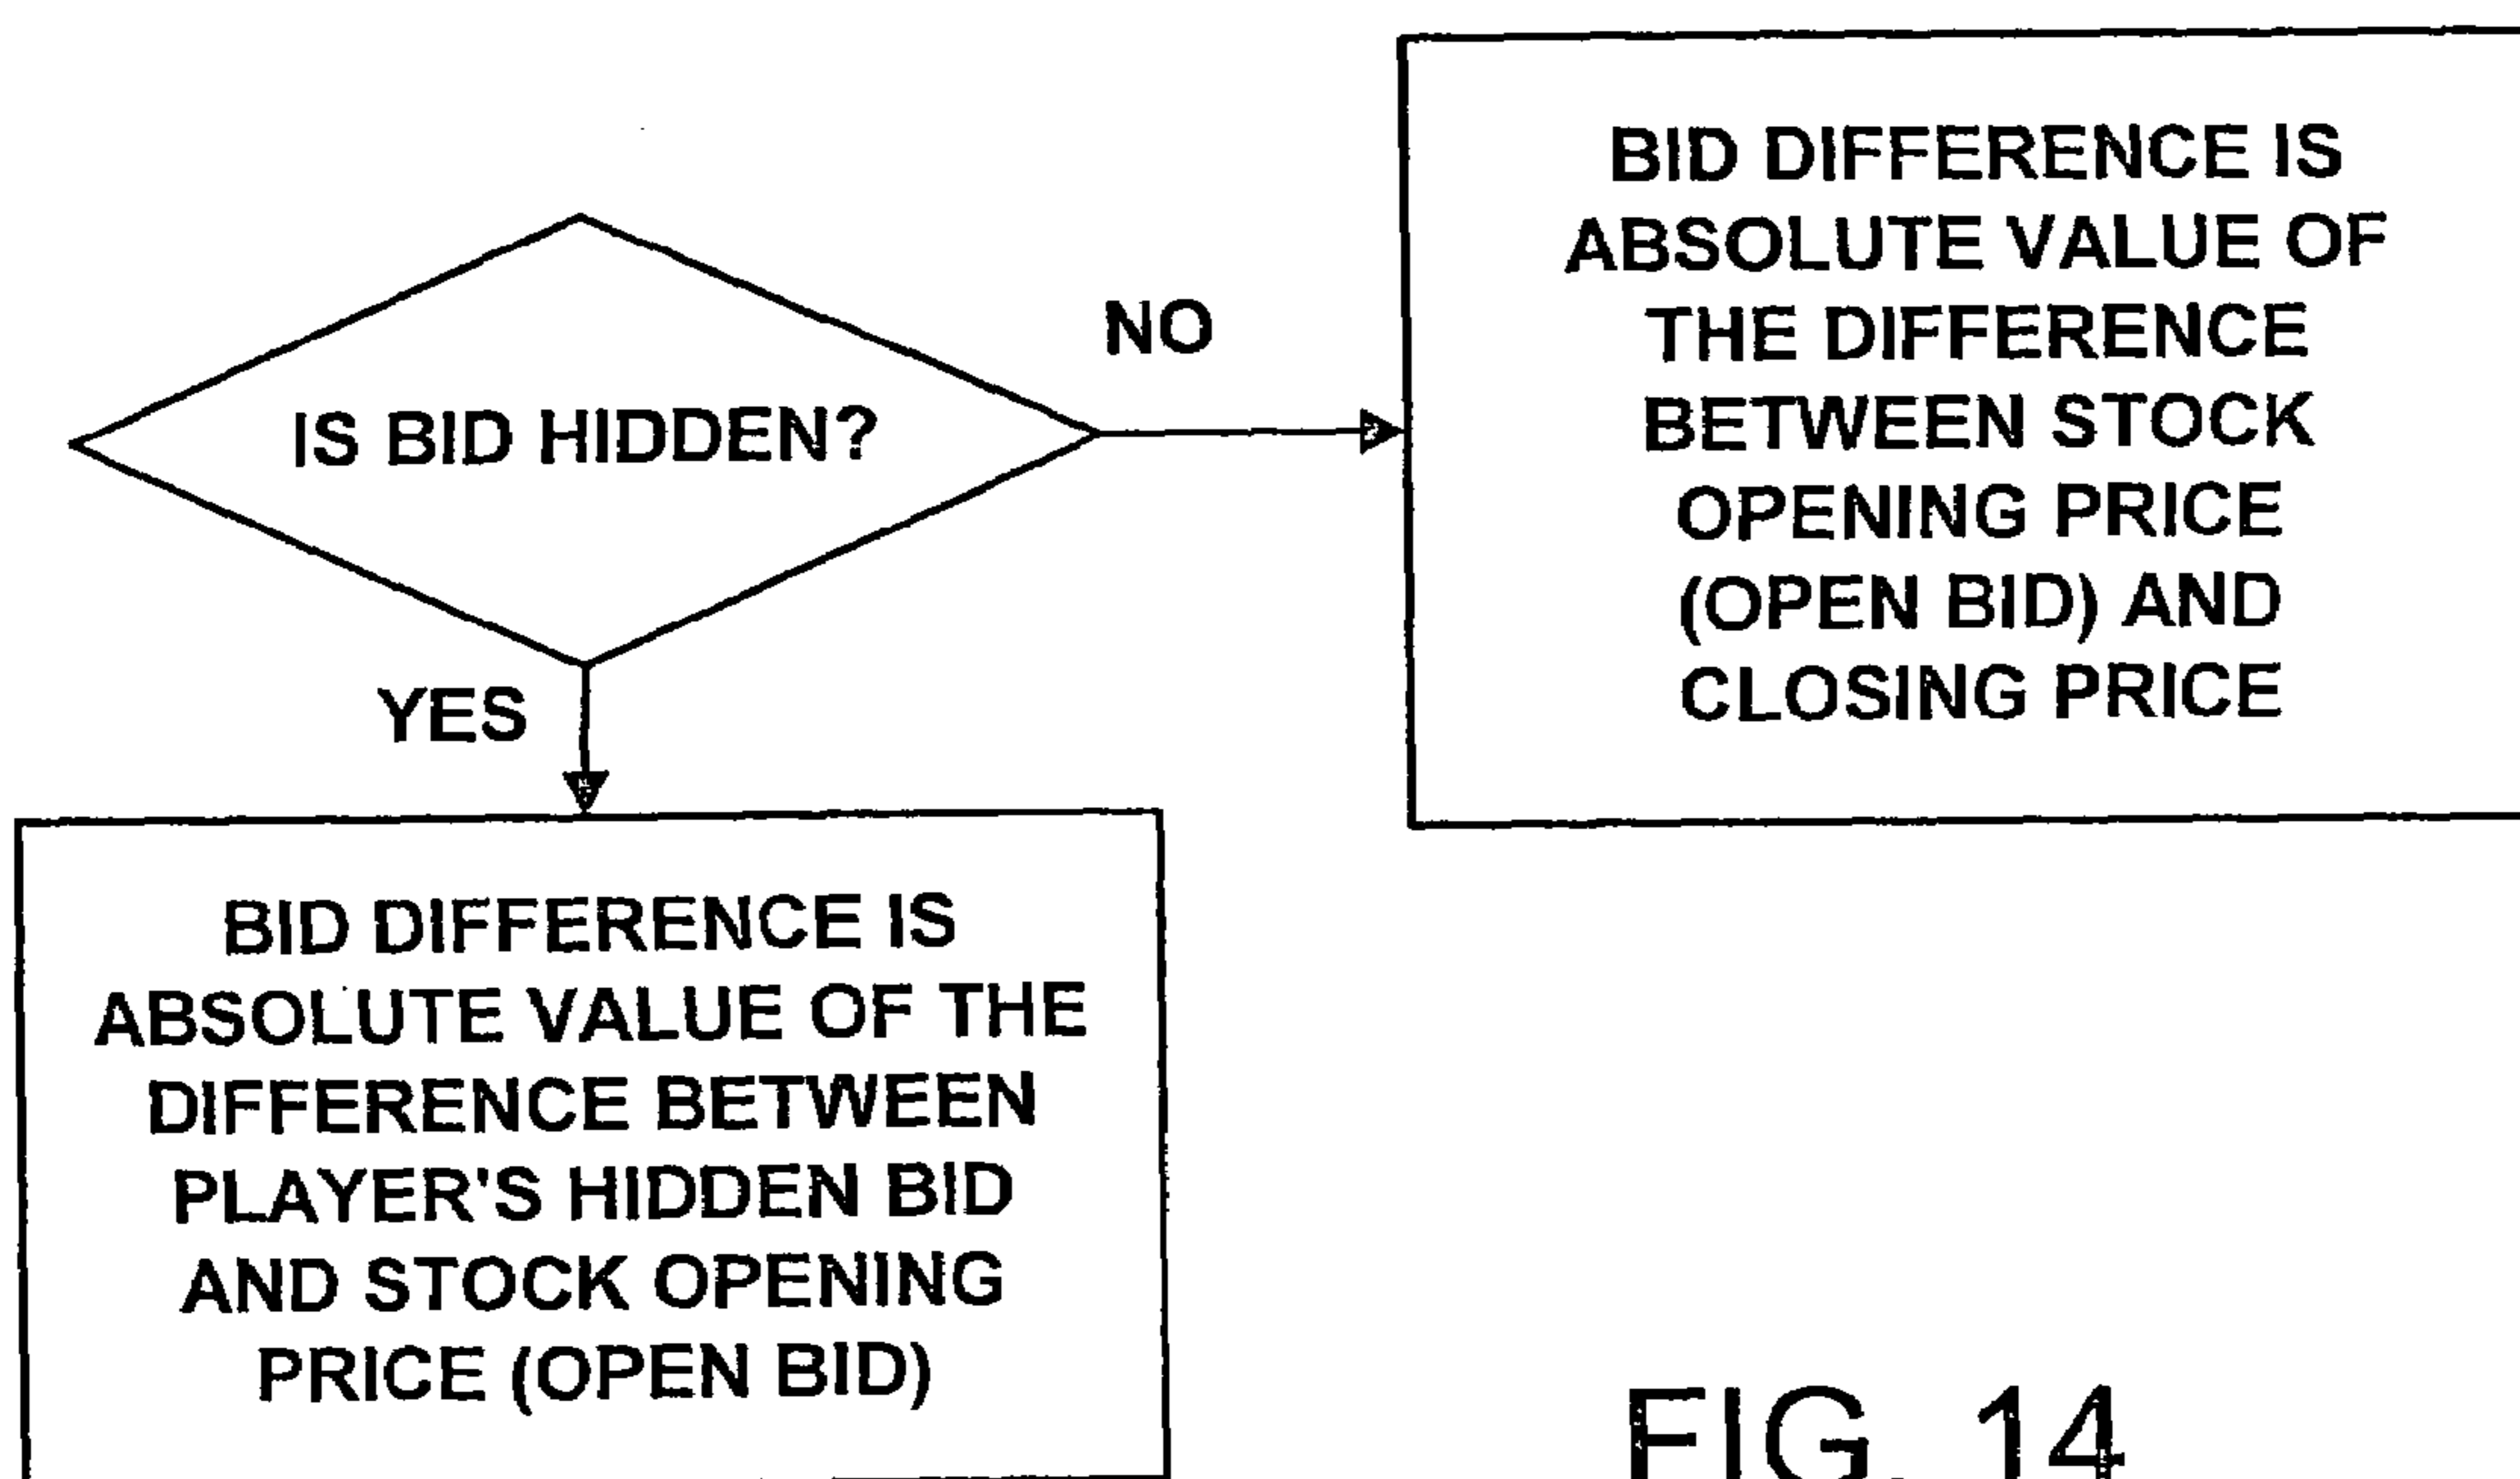 IS BID HIDDEN?
NO
BID DIFFERENCE IS
ABSOLUTE VALUE OF
THE DIFFERENCE
BETWEEN STOCK
OPENING PRICE
(OPEN BID) AND
CLOSING PRICE
YES
BID DIFFERENCE IS
ABSOLUTE VALUE OF THE
DIFFERENCE BETWEEN
PLAYER'S HIDDEN BID
AND STOCK OPENING
PRICE (OPEN BID)
FIG. 14